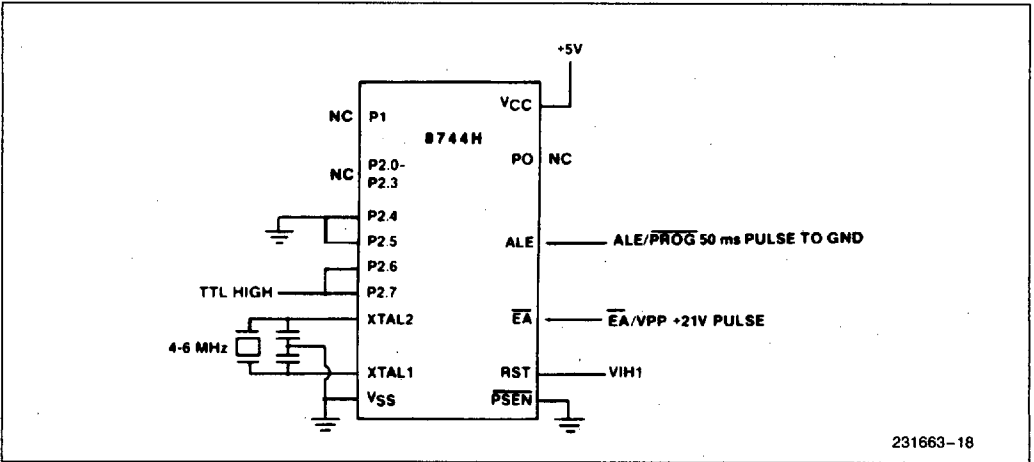 +5V
VCC
NC P1
8744H
PO NC
NC P2.0-
P2.3
P2.4
P2.5
ALE ALE/PROG 50 ms PULSE TO GND
P2.6
TTL HIGH P2.7
XTAL2
EA EA/VPP +21V PULSE
4-6 MHz
XTAL1
RST VIH1
VSS
PSEN
231663-18